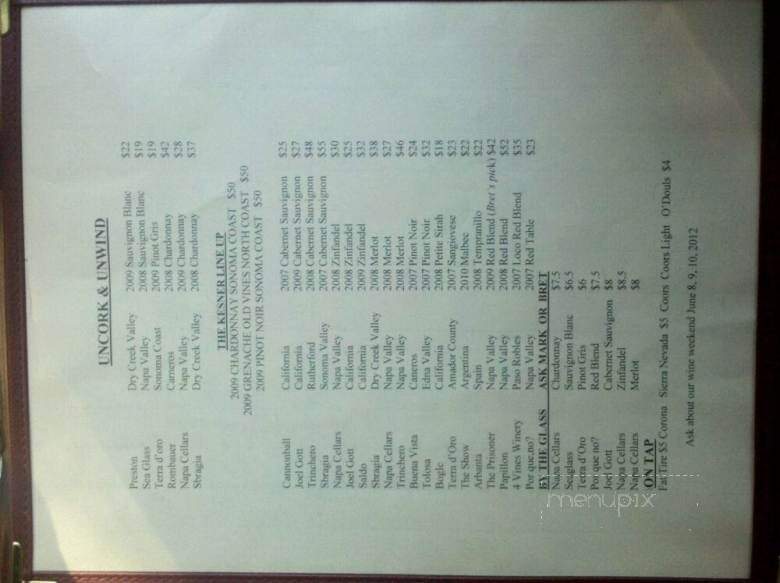 UNCORK & UNWIND
Preston Dry Creek Valley 2009 Sauvignon Blanc $22
Sea Glass Napa Valley 2008 Sauvignon Blanc $19
Terra d'oro Sonoma Coast 2009 Pinot Gris $19
Rombauer Carneros 2008 Chardonnay $42
Napa Cellars Napa Valley 2009 Chardonnay $28
Sbragia Dry Creek Valley 2008 Chardonnay $37
THE KESNER LINE UP
2009 CHARDONNAY SONOMA COAST $50
2009 GRENACHE OLD VINES NORTH COAST $50
2009 PINOT NOIR SONOMA COAST $50
Cannonball California 2007 Cabernet Sauvignon $25
Joel Gott California 2009 Cabernet Sauvignon $27
Trinchero Rutherford 2008 Cabernet Sauvignon $48
Sbragia Sonoma Valley 2007 Cabernet Sauvignon $55
Napa Cellars Napa Valley 2008 Zinfandel $30
Joel Gott California 2008 Zinfandel $25
Saldo California 2009 Zinfandel $32
Sbragia Dry Creek Valley 2008 Merlot $38
Napa Cellars Napa Valley 2008 Merlot $27
Trinchero Napa Valley 2008 Merlot $46
Buena Vista Carneros 2007 Pinot Noir $24
Tolosa Edna Valley 2007 Pinot Noir $32
Bogle California 2008 Petite Sirah $18
Terra d'Oro Amador County 2007 Sangiovese $23
The Show Argentina 2010 Malbec $22
Arbanta Spain 2008 Tempranillo $22
The Prisoner Napa Valley 2009 Red Blend (Bret's pick) $42
Papillon Napa Valley 2008 Red Blend $52
4 Vines Winery Paso Robles 2007 Loco Red Blend $35
Por que,no? Napa Valley 2007 Red Table $23
BY THE GLASS ASK MARK OR BRET
Napa Cellars Chardonnay $7.5
Seaglass Sauvignon Blanc $6.5
Terra d'Oro Pinot Gris $6
Por que no? Red Blend $7.5
Joel Gott Cabernet Sauvignon $8
Napa Cellars Zinfandel $8.5
Napa Cellars Merlot $8
ON TAP
Fat Tire $5 Corona Sierra Nevada $5 Coors Coors Light O'Douls $4
Ask about our wine weekend June 8, 9, 10, 2012
menupix